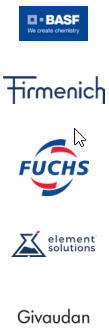 BASF
We create chemistry
Firmenich
FUCHS
element
solutions
Givaudan